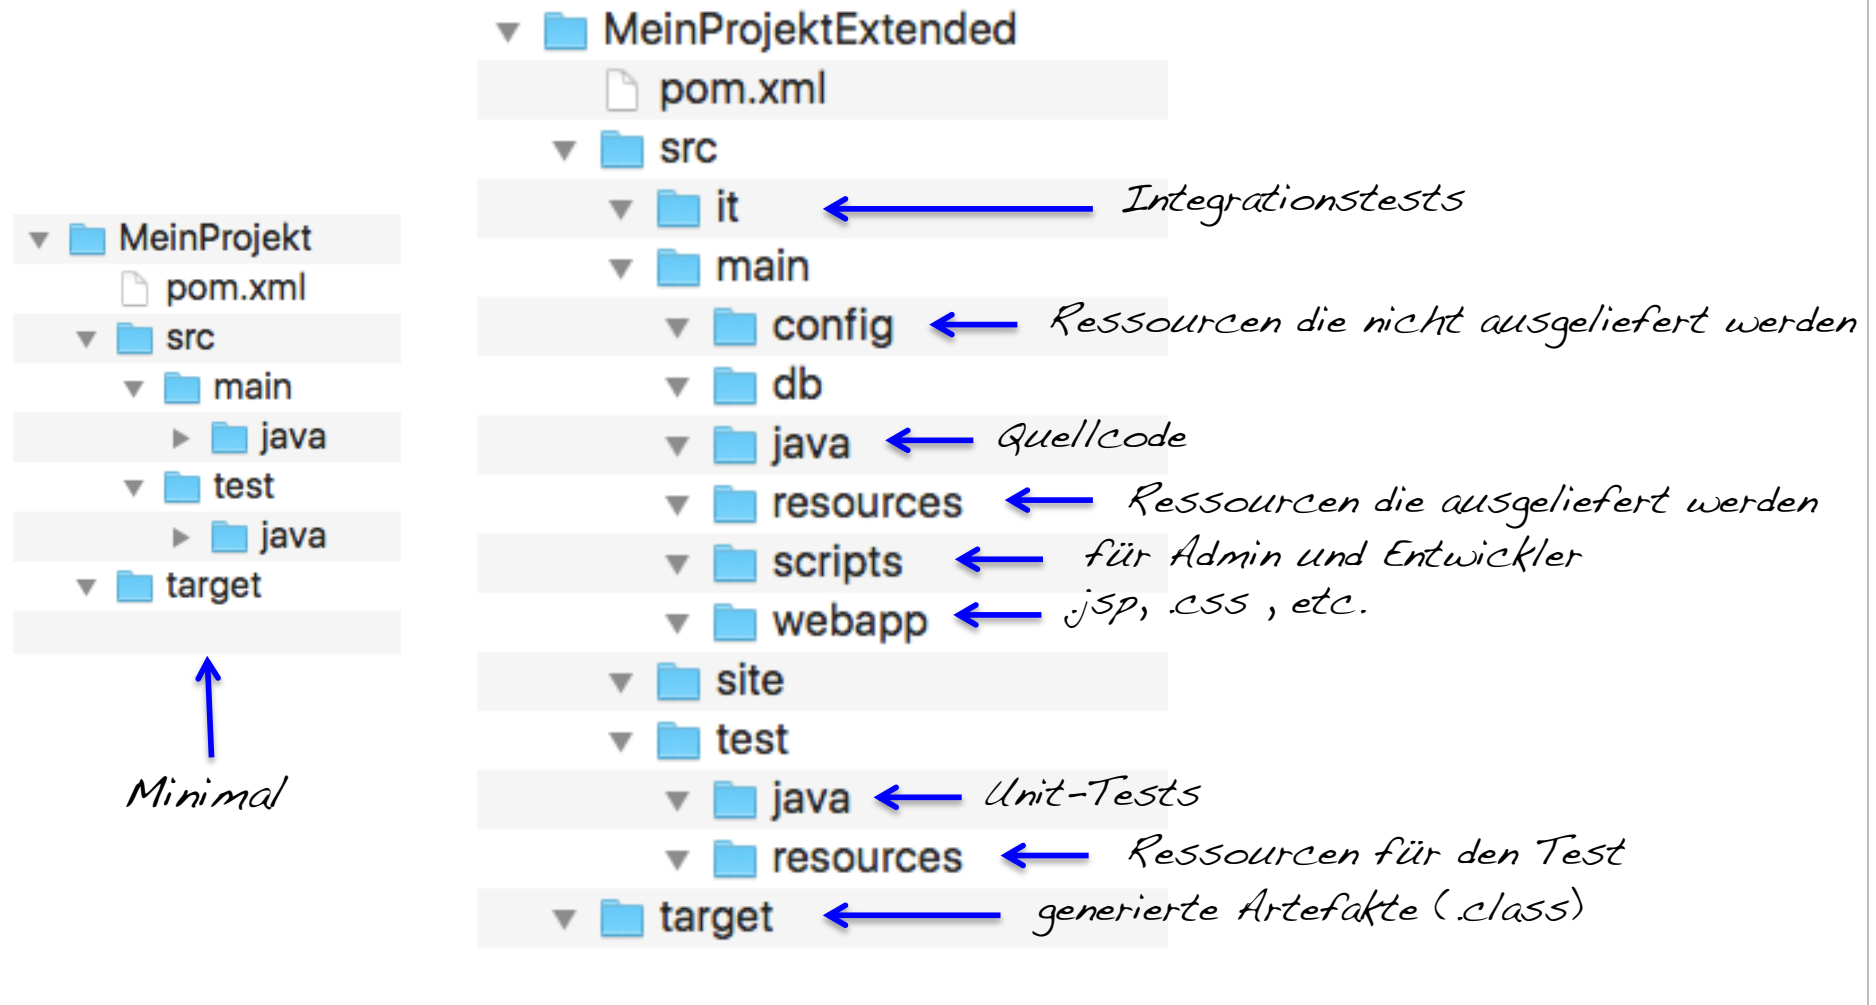 MeinProjekt
pom.xml
src
main
java
test
java
target
Minimal
MeinProjektExtended
pom.xml
src
it Integrationstests
main
config Ressourcen die nicht ausgeliefert werden
db
java Quellcode
resources Ressourcen die ausgeliefert werden
scripts für Admin und Entwickler
webapp .jsp, .css , etc.
site
test
java Unit-Tests
resources Ressourcen für den Test
target generierte Artefakte (.class)